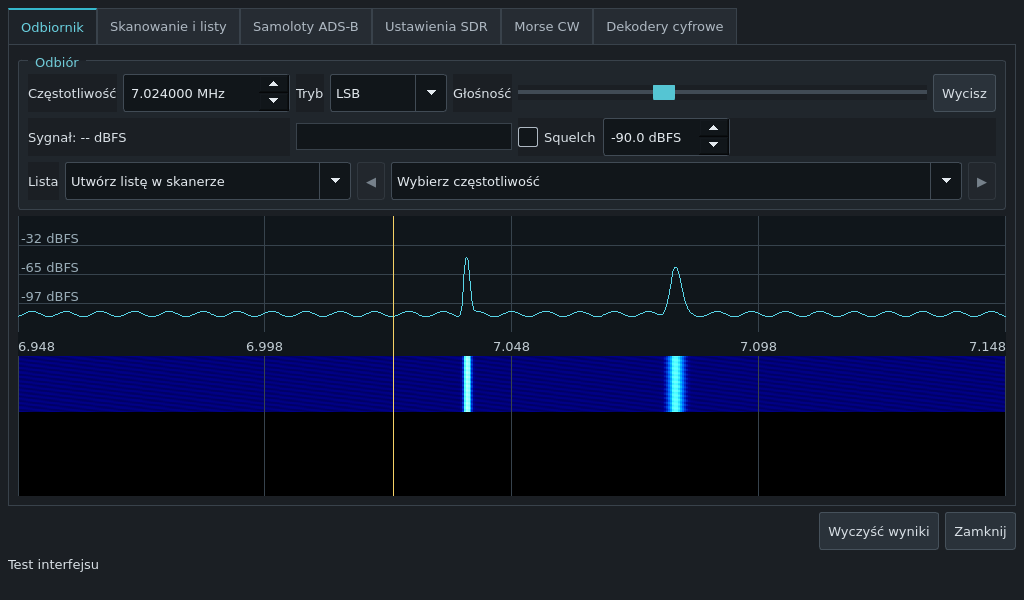 Odbiornik Skanowanie i listy Samoloty ADS-B Ustawienia SDR Morse CW Dekodery cyfrowe
Odbiór
Częstotliwość 7.024000 MHz Tryb LSB Głośność Wycisz
Sygnał: -- dBFS Squelch -90.0 dBFS
Lista Utwórz listę w skanerze Wybierz częstotliwość
-32 dBFS
-65 dBFS
-97 dBFS
6.948 6.998 7.048 7.098 7.148
Wyczyść wyniki Zamknij
Test interfejsu